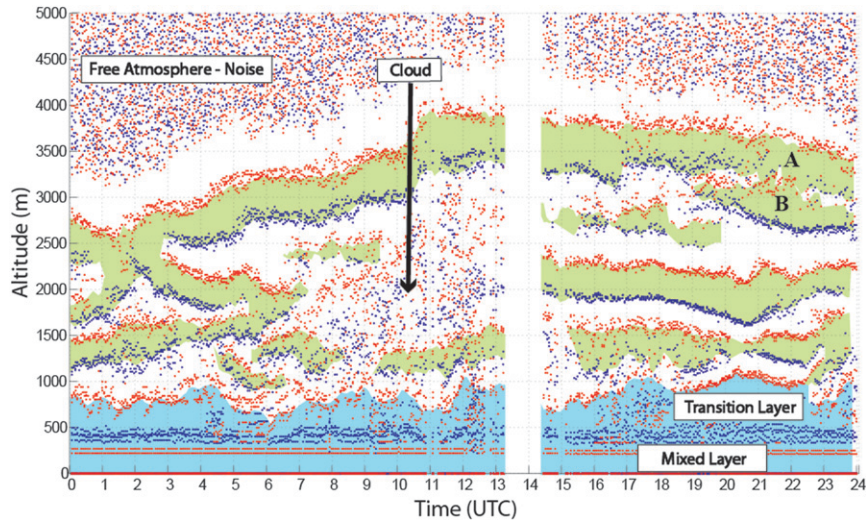 5000
4500
4000
3500
3000
2500
2000
1500
1000
500
0
Altitude (m)
Free Atmosphere - Noise
Cloud
A
B
Transition Layer
Mixed Layer
0 1 2 3 4 5 6 7 8 9 10 11 12 13 14 15 16 17 18 19 20 21 22 23 24
Time (UTC)